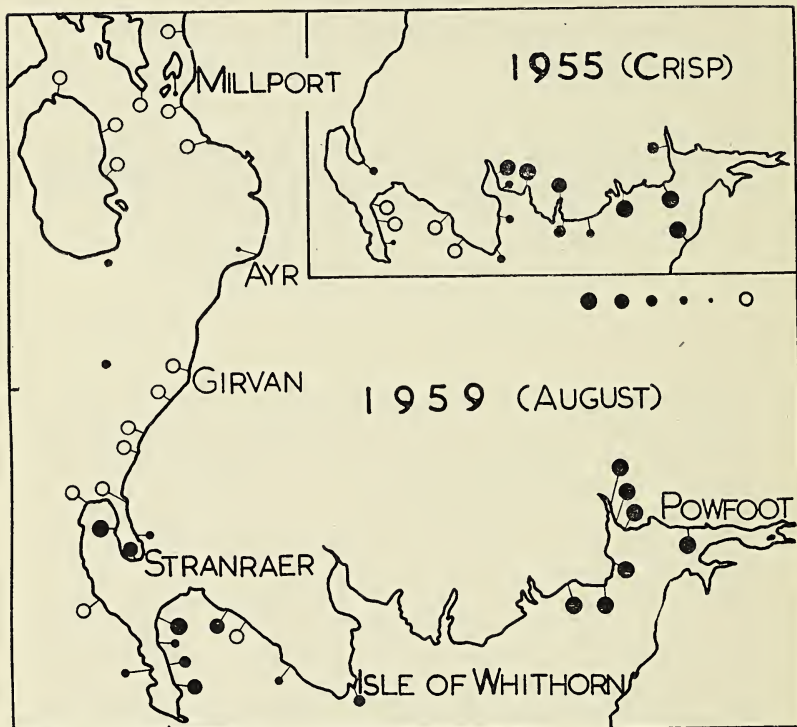 MILLPORT
1955 (CRISP)
AYR
GIRVAN
1959 (AUGUST)
POWFOOT
STRANRAER
ISLE OF WHITHORN